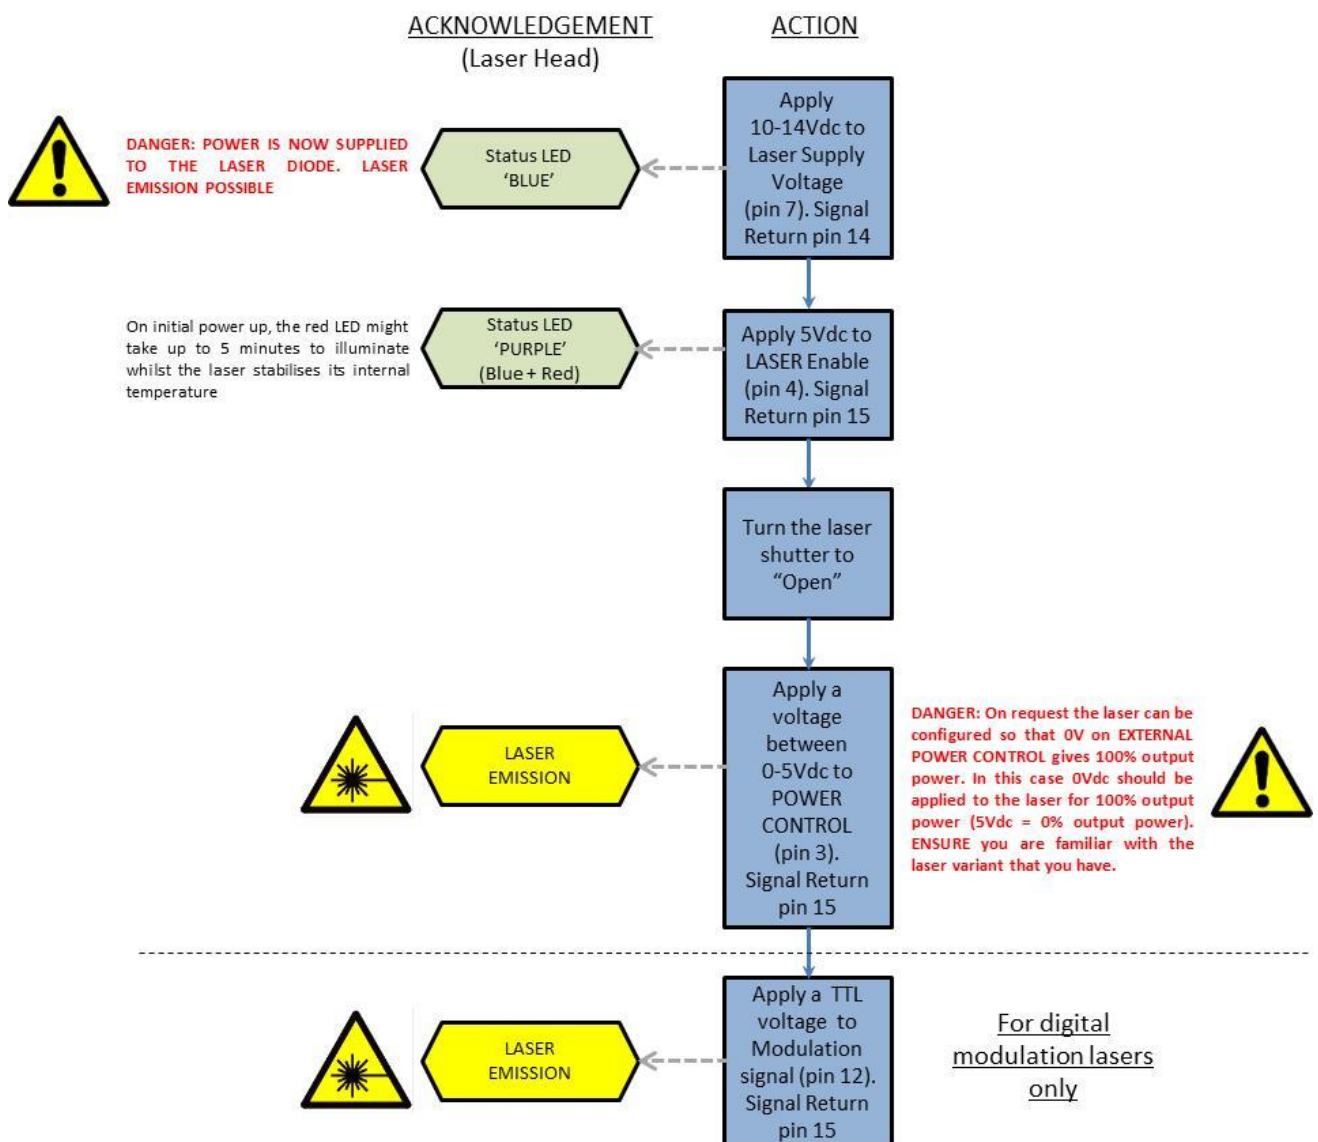 ACKNOWLEDGEMENT
(Laser Head)
ACTION
DANGER: POWER IS NOW SUPPLIED
TO THE LASER DIODE. LASER
EMISSION POSSIBLE
Status LED
‘BLUE’
Apply
10-14Vdc to
Laser Supply
Voltage
(pin 7). Signal
Return pin 14
On initial power up, the red LED might
take up to 5 minutes to illuminate
whilst the laser stabilises its internal
temperature
Status LED
‘PURPLE’
(Blue + Red)
Apply 5Vdc to
LASER Enable
(pin 4). Signal
Return pin 15
Turn the laser
shutter to
“Open”
LASER
EMISSION
Apply a
voltage
between
0-5Vdc to
POWER
CONTROL
(pin 3).
Signal Return
pin 15
DANGER: On request the laser can be
configured so that 0V on EXTERNAL
POWER CONTROL gives 100% output
power. In this case 0Vdc should be
applied to the laser for 100% output
power (5Vdc = 0% output power).
ENSURE you are familiar with the
laser variant that you have.
LASER
EMISSION
Apply a TTL
voltage to
Modulation
signal (pin 12).
Signal Return
pin 15
For digital
modulation lasers
only